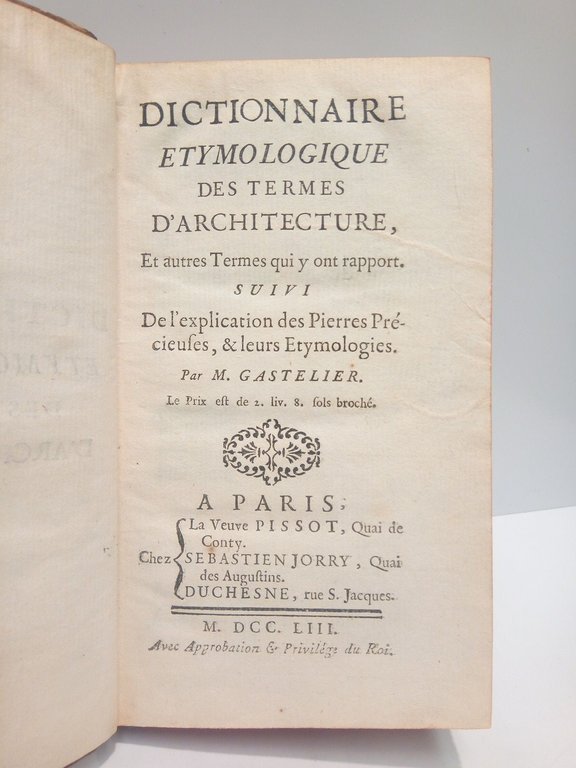 DICTIONNAIRE
ETYMOLOGIQUE
DES TERMES
D'ARCHITECTURE,
Et autres Termes qui y ont rapport.
SUIVI
De l'explication des Pierres Pré-
cieuſes, & leurs Etymologies.
Par M. GASTELIER.
Le Prix eſt de 2. liv. 8. ſols broché.
A PARIS,
La Veuve PISSOT, Quai de
Conty.
Chez SEBASTIEN JORRY, Quai
des Auguſtins.
DUCHESNE, rue S. Jacques.
M. DCC. LIII.
Avec Approbation & Privilége du Roi.